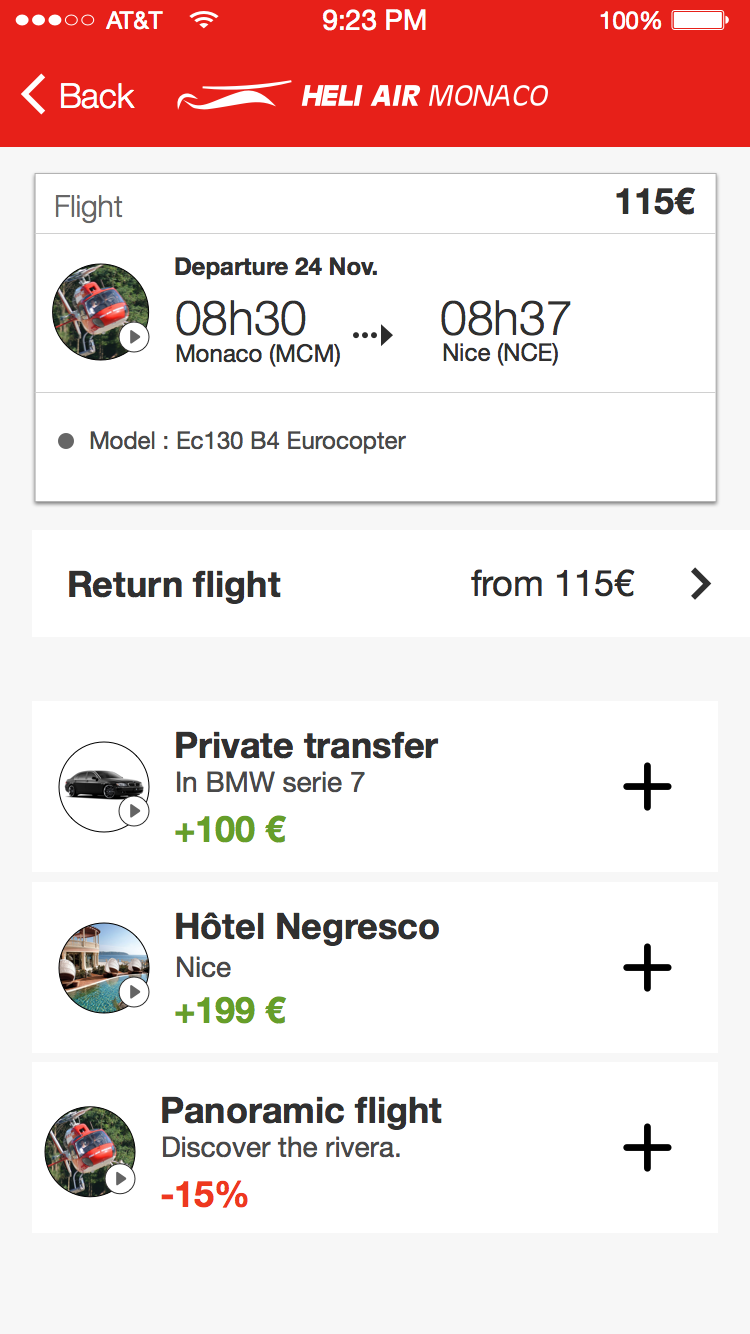 AT&T 9:23 PM 100%
Back HELI AIR MONACO
Flight 115€
Departure 24 Nov.
08h30 08h37
Monaco (MCM) Nice (NCE)
Model : Ec130 B4 Eurocopter
Return flight from 115€
Private transfer
In BMW serie 7
+100 €
Hôtel Negresco
Nice
+199 €
Panoramic flight
Discover the rivera.
-15%